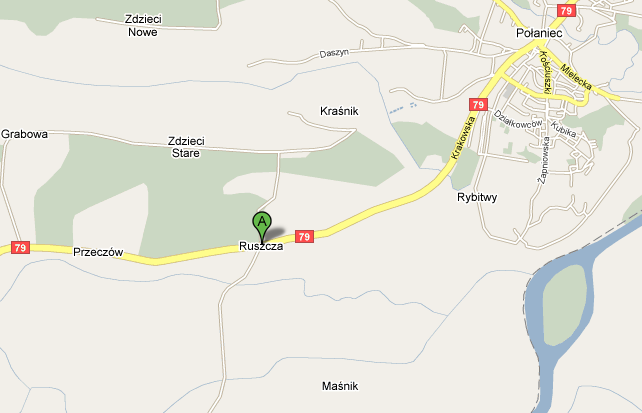 79
Zdzieci
Nowe
Połaniec
Daszyn
Kościuszki
Mielecka
79
Kraśnik
Działkowców
Kubika
Grabowa
Zdzieci
Stare
Krakowska
Żapniowska
Rybitwy
A
79
79
Przeczów
Ruszcza
Maśnik